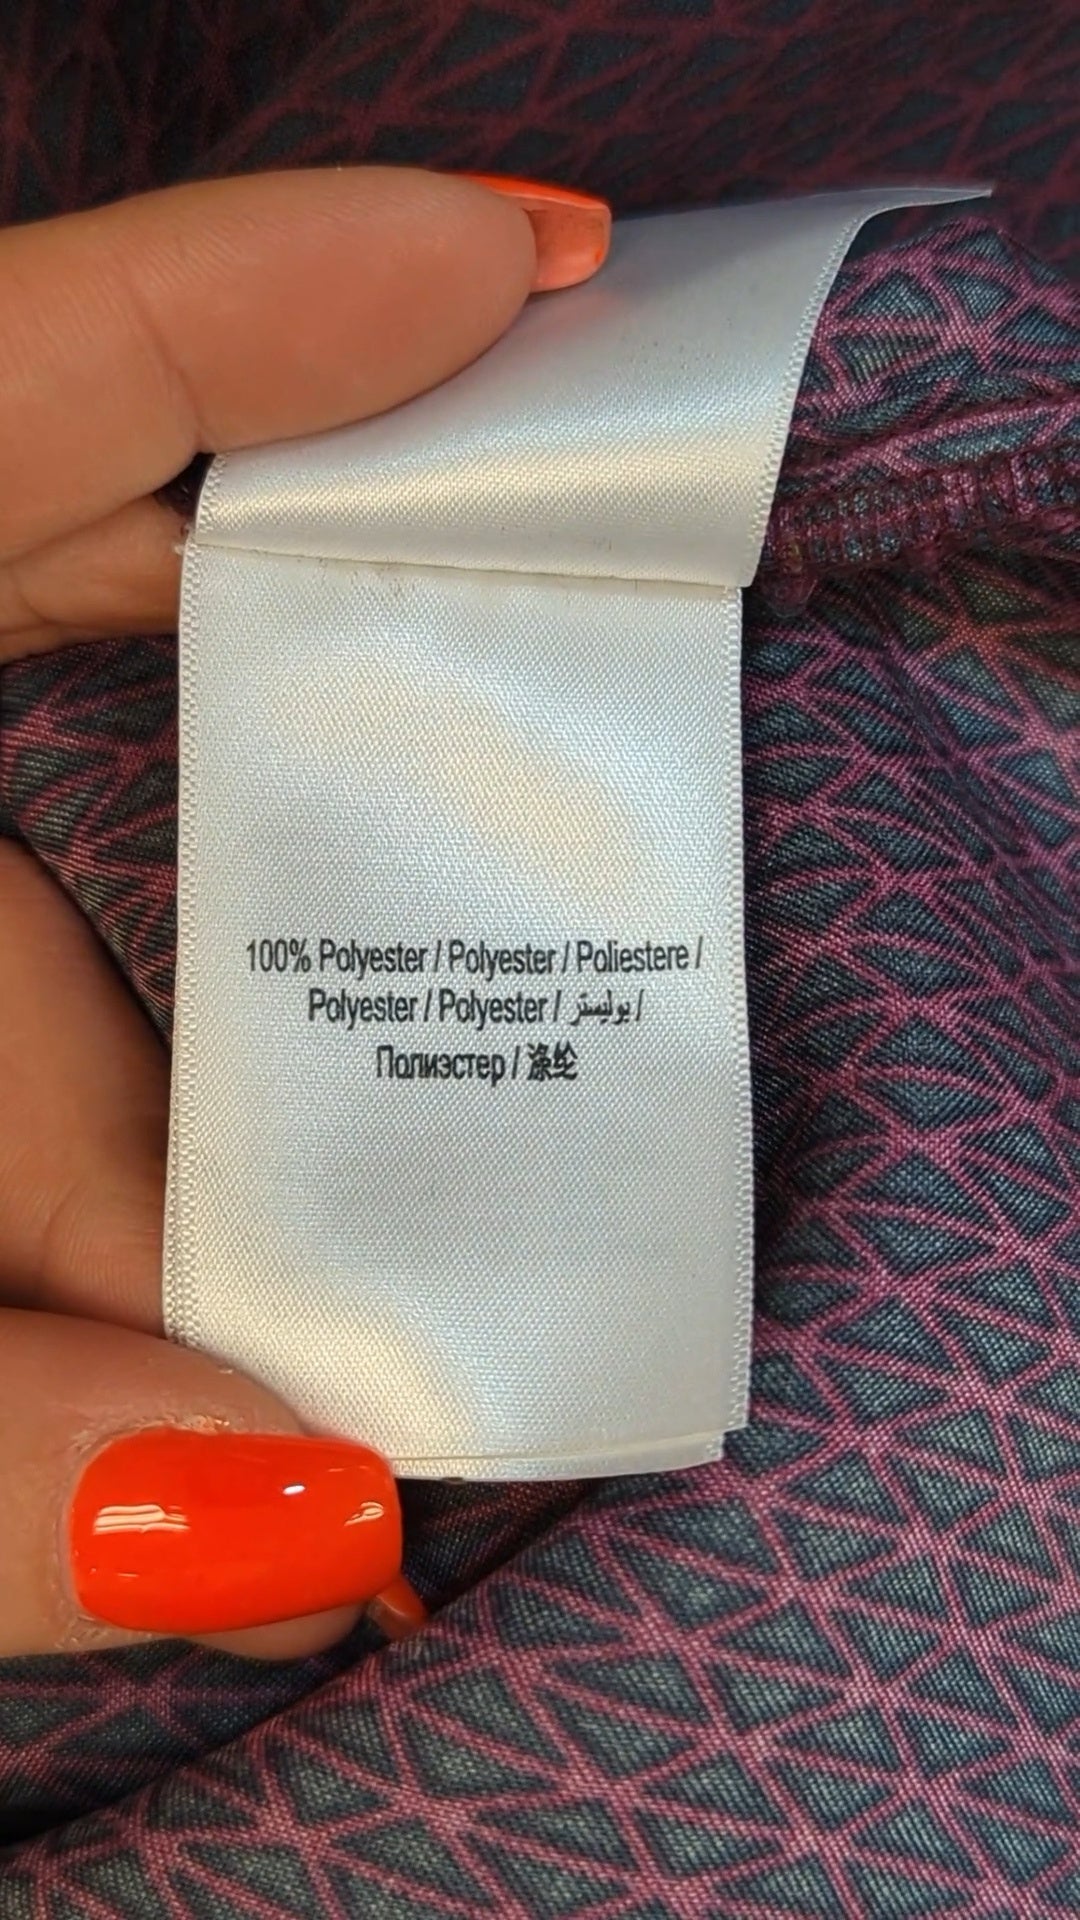 100% Polyester / Polyester / Poliestere /
Polyester / Polyester / بوليستر /
Полиэстер / 涤纶